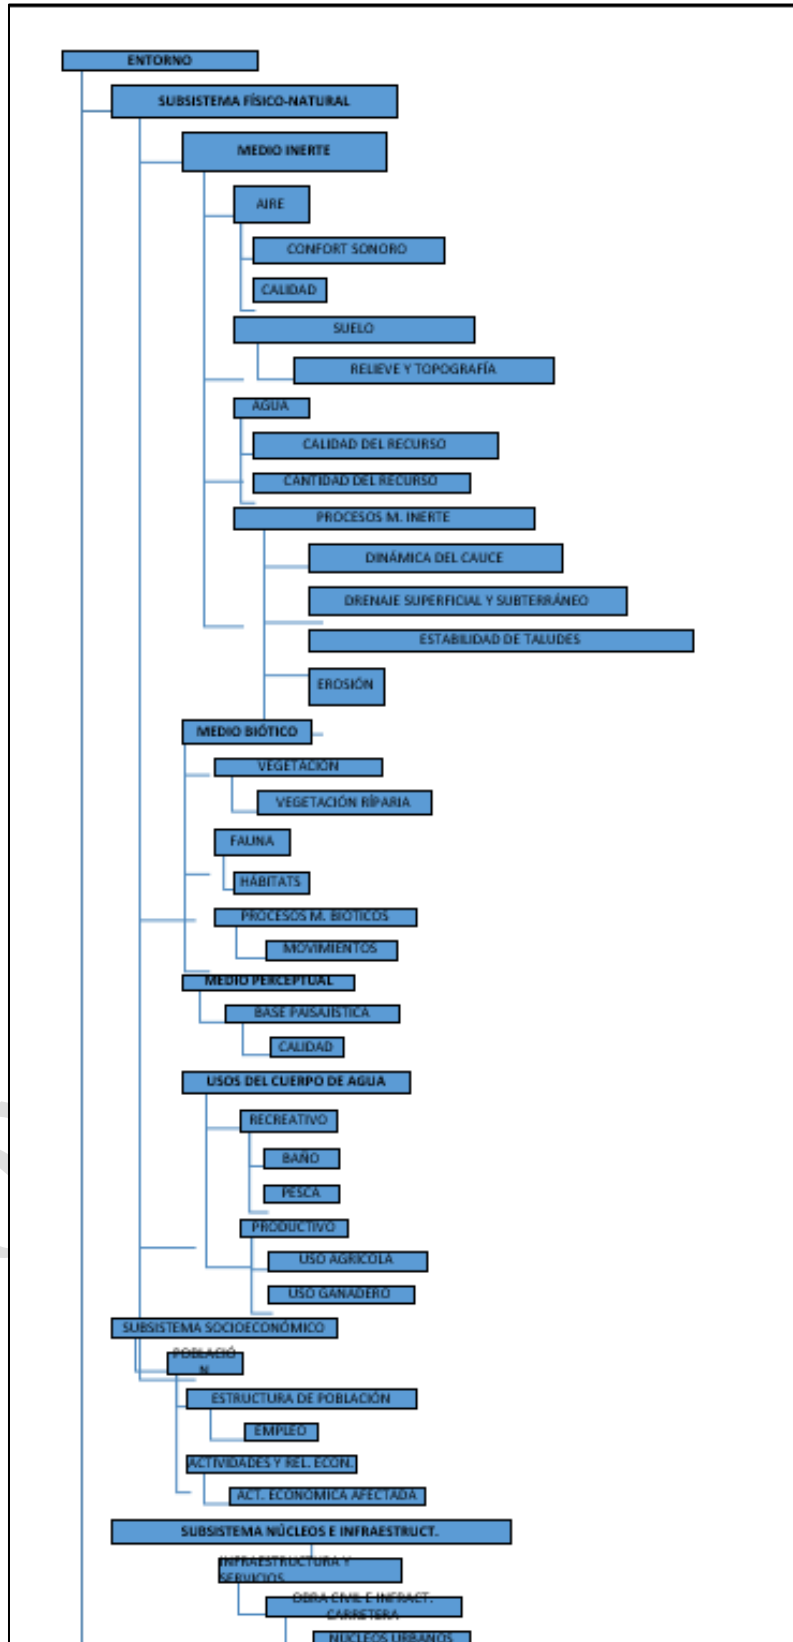 ENTORNO
SUBSISTEMA FÍSICO-NATURAL
MEDIO INERTE
AIRE
CONFORT SONORO
CALIDAD
SUELO
RELIEVE Y TOPOGRAFÍA
AGUA
CALIDAD DEL RECURSO
CANTIDAD DEL RECURSO
PROCESOS M. INERTE
DINÁMICA DEL CAUCE
DRENAJE SUPERFICIAL Y SUBTERRÁNEO
ESTABILIDAD DE TALUDES
EROSIÓN
MEDIO BIÓTICO
VEGETACIÓN
VEGETACIÓN RÍPARIA
FAUNA
HÁBITATS
PROCESOS M. BIÓTICOS
MOVIMIENTOS
MEDIO PERCEPTUAL
BASE PAISAJÍSTICA
CALIDAD
USOS DEL CUERPO DE AGUA
RECREATIVO
BAÑO
PESCA
PRODUCTIVO
USO AGRÍCOLA
USO GANADERO
SUBSISTEMA SOCIOECONÓMICO
POBLACIÓ
N
ESTRUCTURA DE POBLACIÓN
EMPLEO
ACTIVIDADES Y REL. ECON.
ACT. ECONÓMICA AFECTADA
SUBSISTEMA NÚCLEOS E INFRAESTRUCT.
INFRAESTRUCTURA Y
SERVICIOS
OBRA CIVIL E INFRACT.
CARRETERA
NÚCLEOS URBANOS